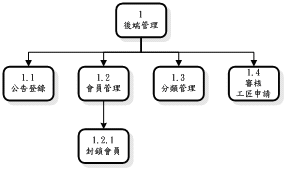 1
後端管理
1.1
公告登錄
1.2
會員管理
1.3
分類管理
1.4
審核
工匠申請
1.2.1
封鎖會員